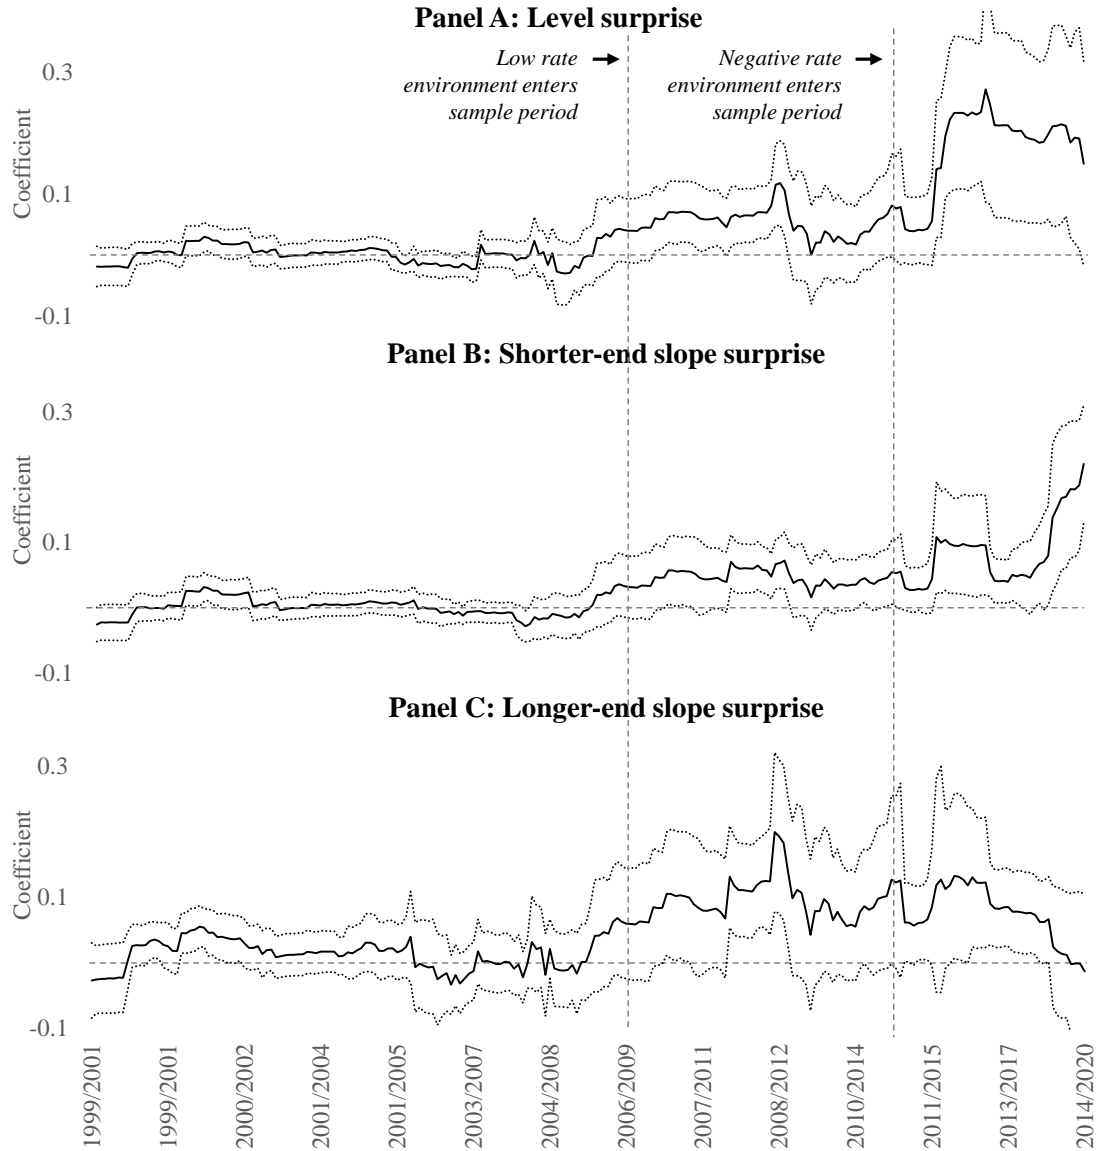 Panel A: Level surprise
Low rate
environment enters
sample period
Negative rate
environment enters
sample period
Coefficient
0.3
0.1
-0.1
Panel B: Shorter-end slope surprise
Coefficient
0.3
0.1
-0.1
Panel C: Longer-end slope surprise
Coefficient
0.3
0.1
-0.1
1999/2001
1999/2001
2000/2002
2001/2004
2001/2005
2003/2007
2004/2008
2006/2009
2007/2011
2008/2012
2010/2014
2011/2015
2013/2017
2014/2020